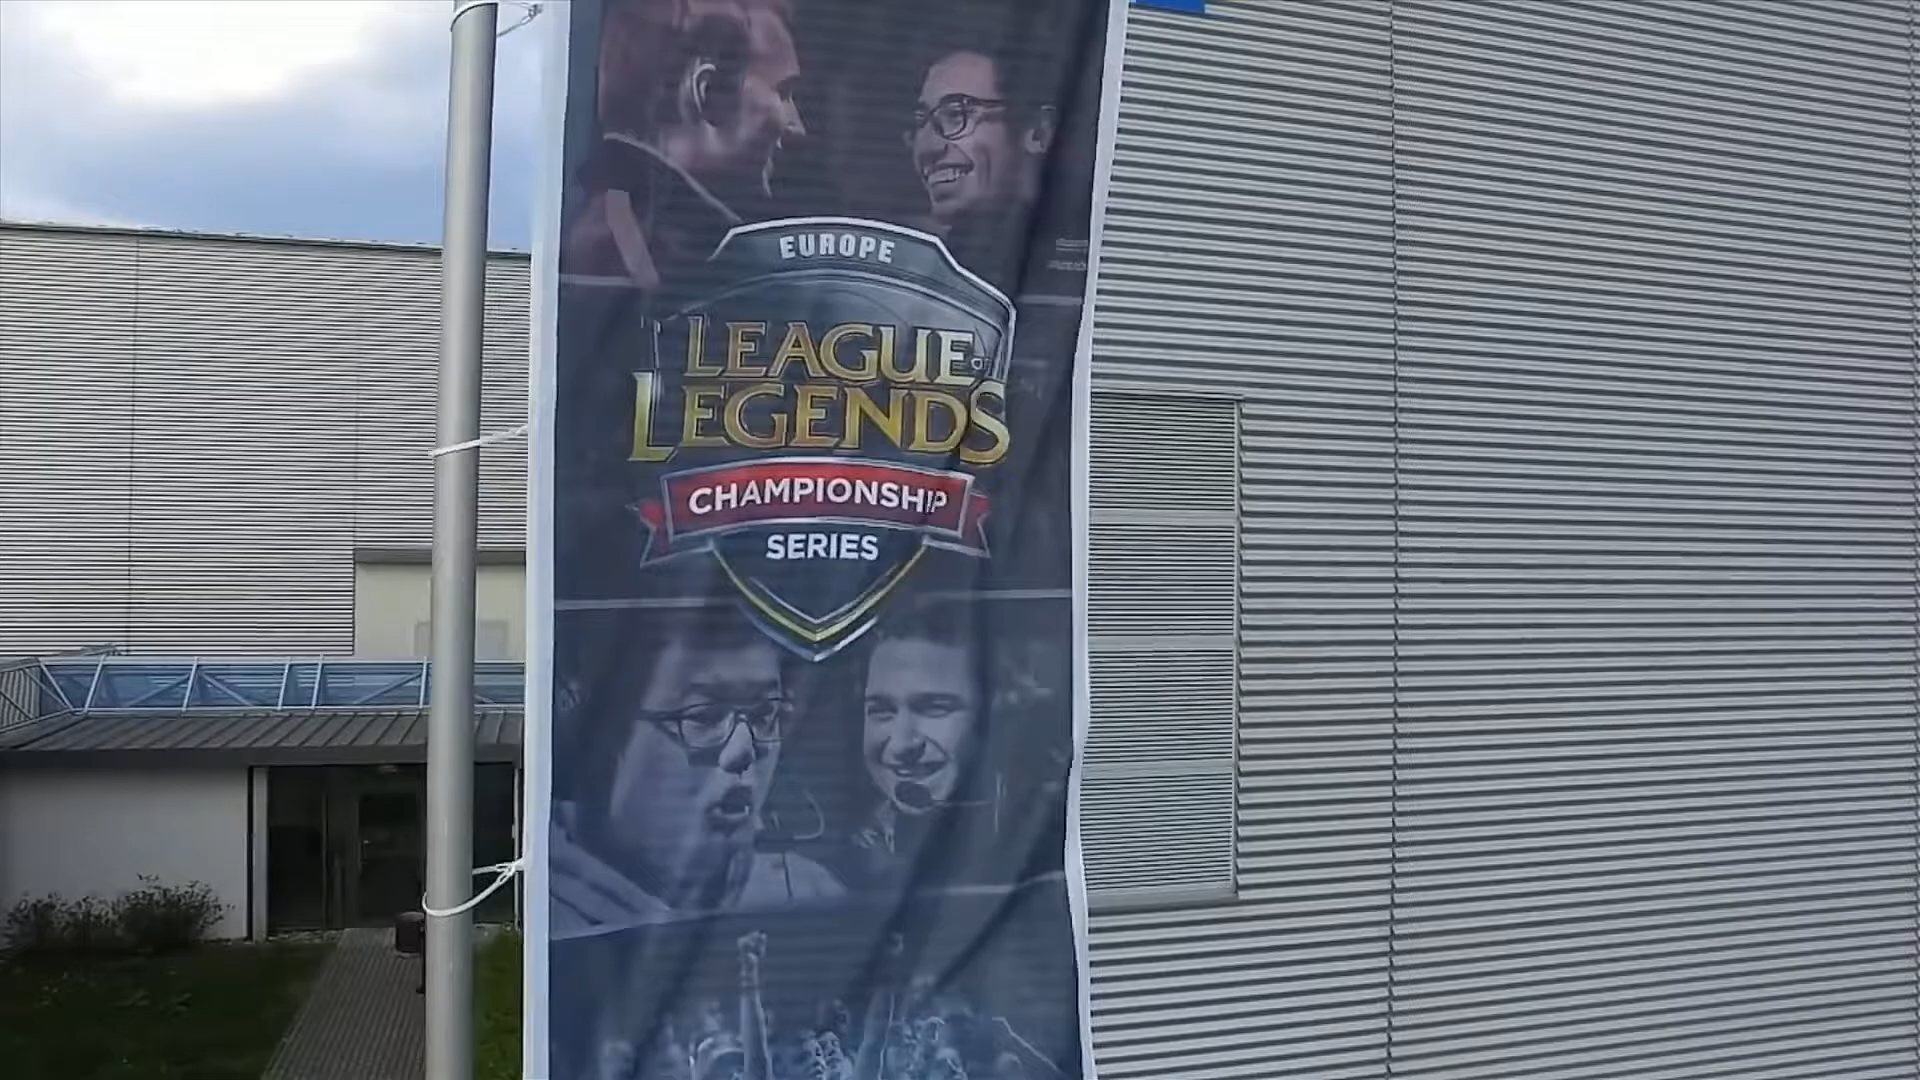 EUROPE
LEAGUE OF
LEGENDS
CHAMPIONSHIP
SERIES